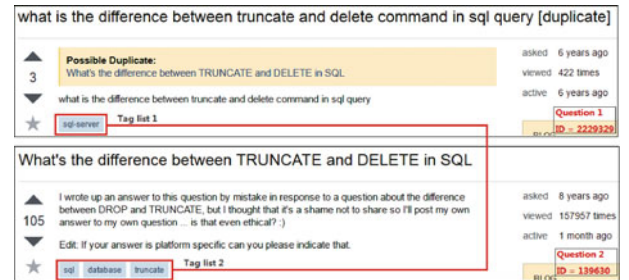 what is the difference between truncate and delete command in sql query [duplicate]
Possible Duplicate:
What's the difference between TRUNCATE and DELETE in SQL
3
what is the difference between truncate and delete command in sql query
sql-server
Tag list 1
asked 6 years ago
viewed 422 times
active 6 years ago
Question 1
BLOG
ID = 2229329
What's the difference between TRUNCATE and DELETE in SQL
105
I wrote up an answer to this question by mistake in response to a question about the difference
between DROP and TRUNCATE, but I thought that it's a shame not to share so I'll post my own
answer to my own question ... is that even ethical? :)
Edit: If your answer is platform specific can you please indicate that.
sql database truncate
Tag list 2
asked 8 years ago
viewed 157957 times
active 1 month ago
Question 2
BLOG
ID = 139630